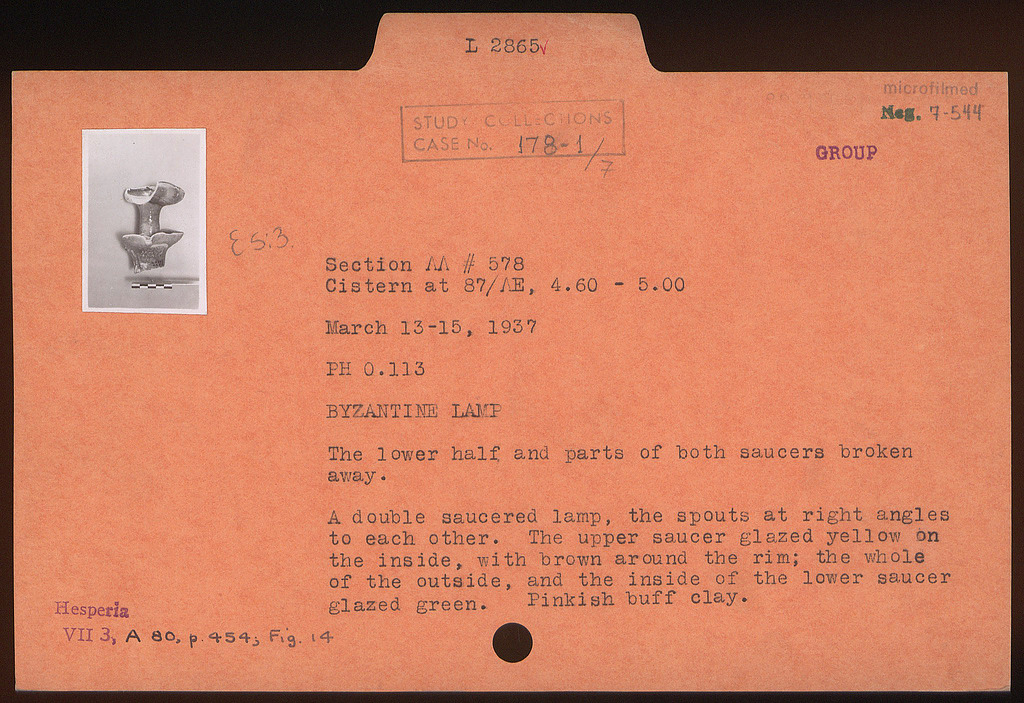 L 2865✓
microfilmed
Neg. 7-544
STUDY COLLECTIONS
CASE No. 178-1/7
GROUP
ε 5:3.
Section ΛΛ # 578
Cistern at 87/ΛE, 4.60 - 5.00
March 13-15, 1937
PH 0.113
BYZANTINE LAMP
The lower half and parts of both saucers broken
away.
A double saucered lamp, the spouts at right angles
to each other. The upper saucer glazed yellow on
the inside, with brown around the rim; the whole
of the outside, and the inside of the lower saucer
glazed green. Pinkish buff clay.
Hesperia
VII 3, A 80, p. 454, Fig. 14